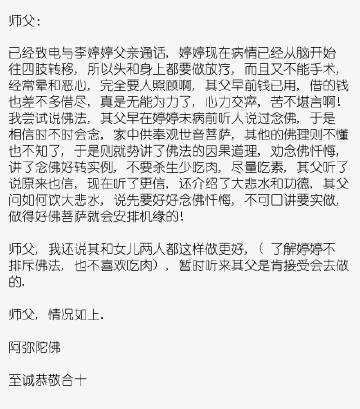 师父:
已经致电与李婷婷父亲通话, 婷婷现在病情已经从脑开始
往四肢转移, 所以头和身上都要做放疗, 而且又不能手术,
经常晕和恶心, 完全要人照顾啊, 其父早前钱已用, 借的钱
也差不多借尽, 真是无能为力了, 心力交瘁, 苦不堪言啊!
我尝试说佛法, 其父早在婷婷未病前听人说过念佛, 于是
相信时不时会念, 家中供奉观世音菩萨, 其他的佛理则不懂
也不知了, 于是则就势讲了佛法的因果道理, 劝念佛忏悔,
讲了念佛好转实例, 不要杀生少吃肉, 尽量吃素, 其父听了
说原来也信, 现在听了更信, 还介绍了大悲水和功德, 其父
问如何饮大悲水, 说先要好好念佛忏悔, 不可口讲要实做,
做得好佛菩萨就会安排机缘的!
师父, 我还说其和女儿两人都这样做更好, ( 了解婷婷不
排斥佛法, 也不喜欢吃肉) , 暂时听来其父是肯接受会去做
的.
师父, 情况如上.
阿弥陀佛
至诚恭敬合十